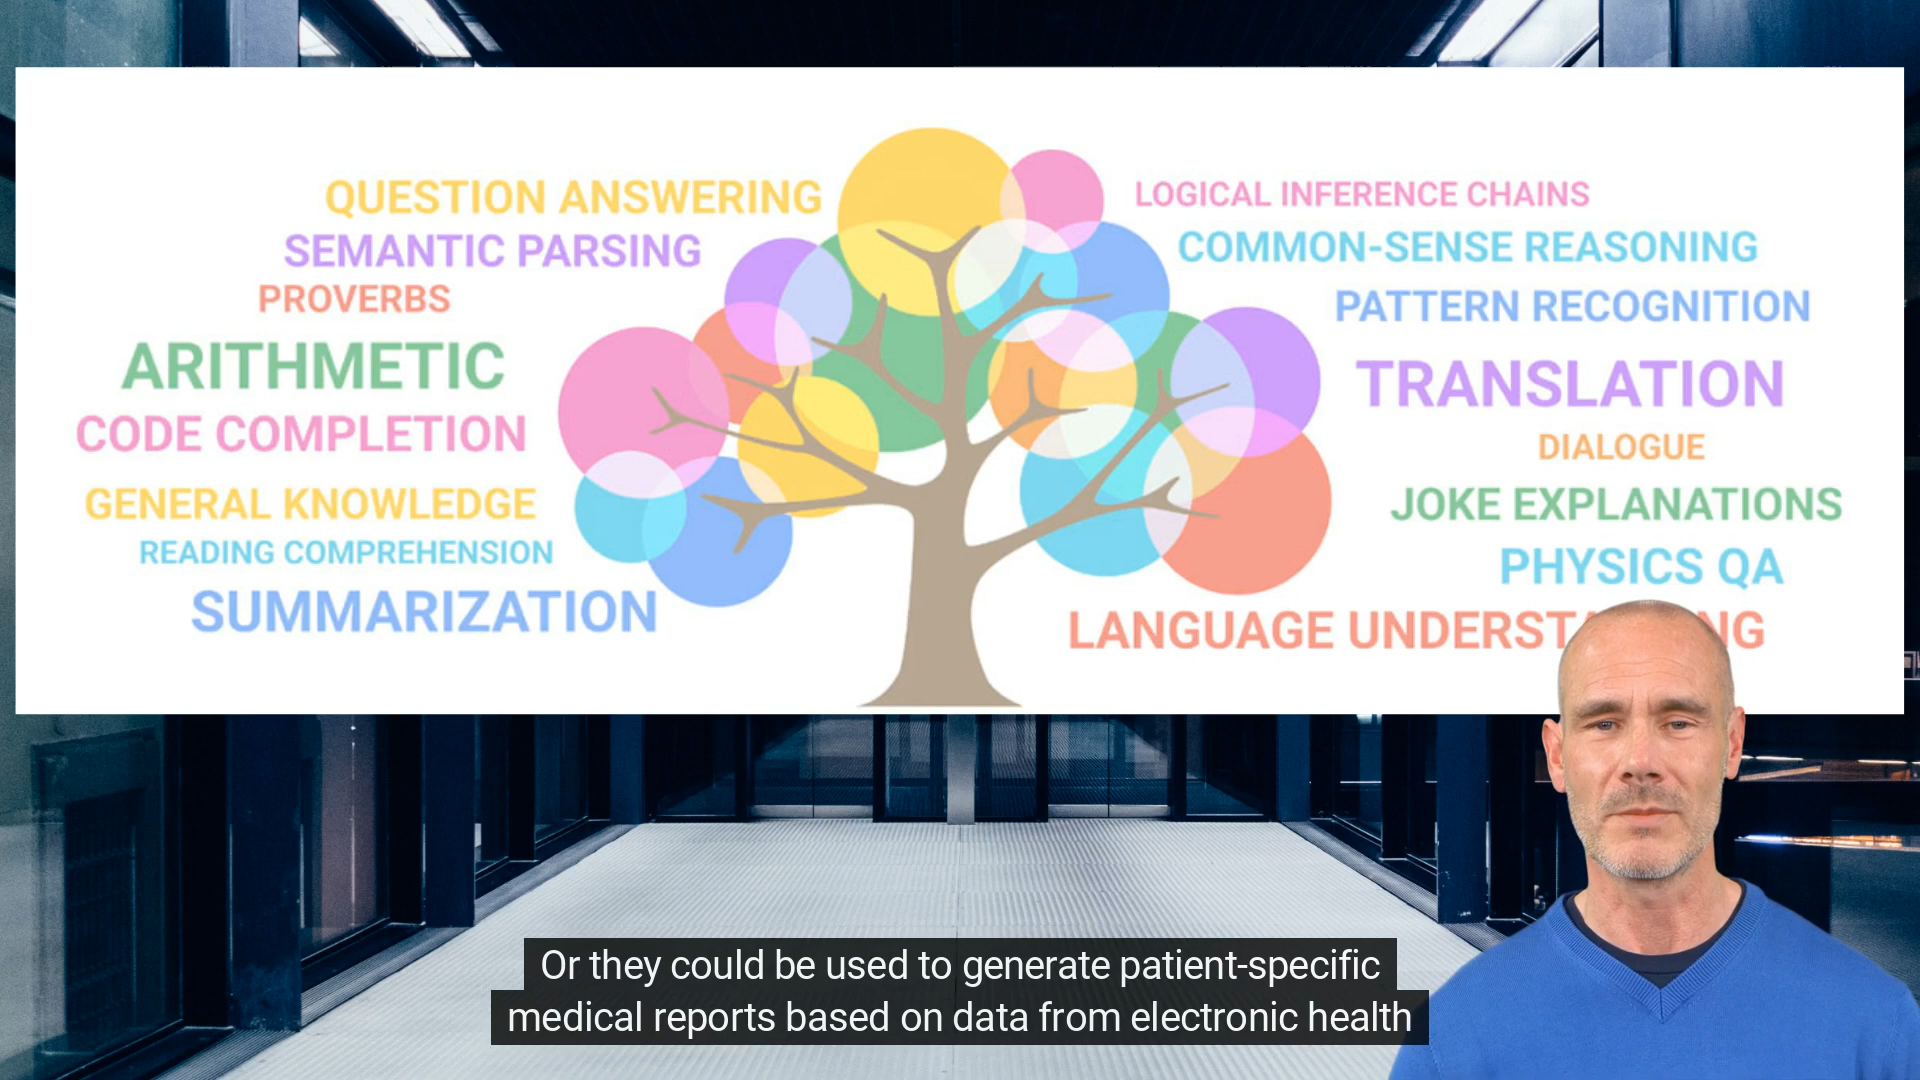 QUESTION ANSWERING
SEMANTIC PARSING
PROVERBS
ARITHMETIC
CODE COMPLETION
GENERAL KNOWLEDGE
READING COMPREHENSION
SUMMARIZATION
LOGICAL INFERENCE CHAINS
COMMON-SENSE REASONING
PATTERN RECOGNITION
TRANSLATION
DIALOGUE
JOKE EXPLANATIONS
PHYSICS QA
LANGUAGE UNDERST NG
Or they could be used to generate patient-specific
medical reports based on data from electronic health